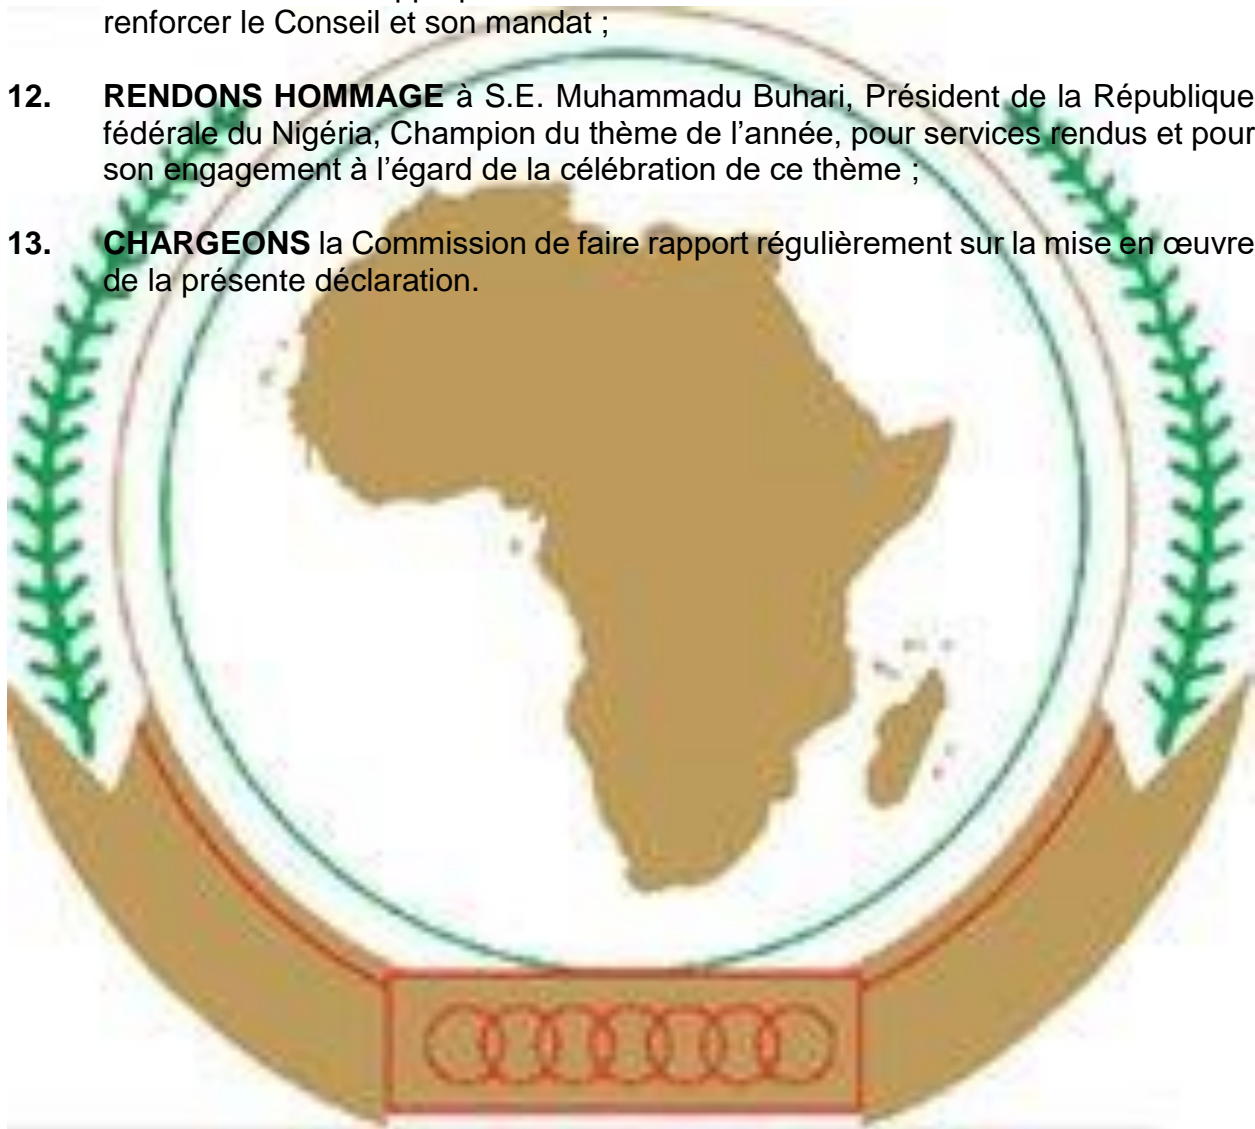 renforcer le Conseil et son mandat ;
12. RENDONS HOMMAGE à S.E. Muhammadu Buhari, Président de la République
fédérale du Nigéria, Champion du thème de l’année, pour services rendus et pour
son engagement à l’égard de la célébration de ce thème ;
13. CHARGEONS la Commission de faire rapport régulièrement sur la mise en œuvre
de la présente déclaration.